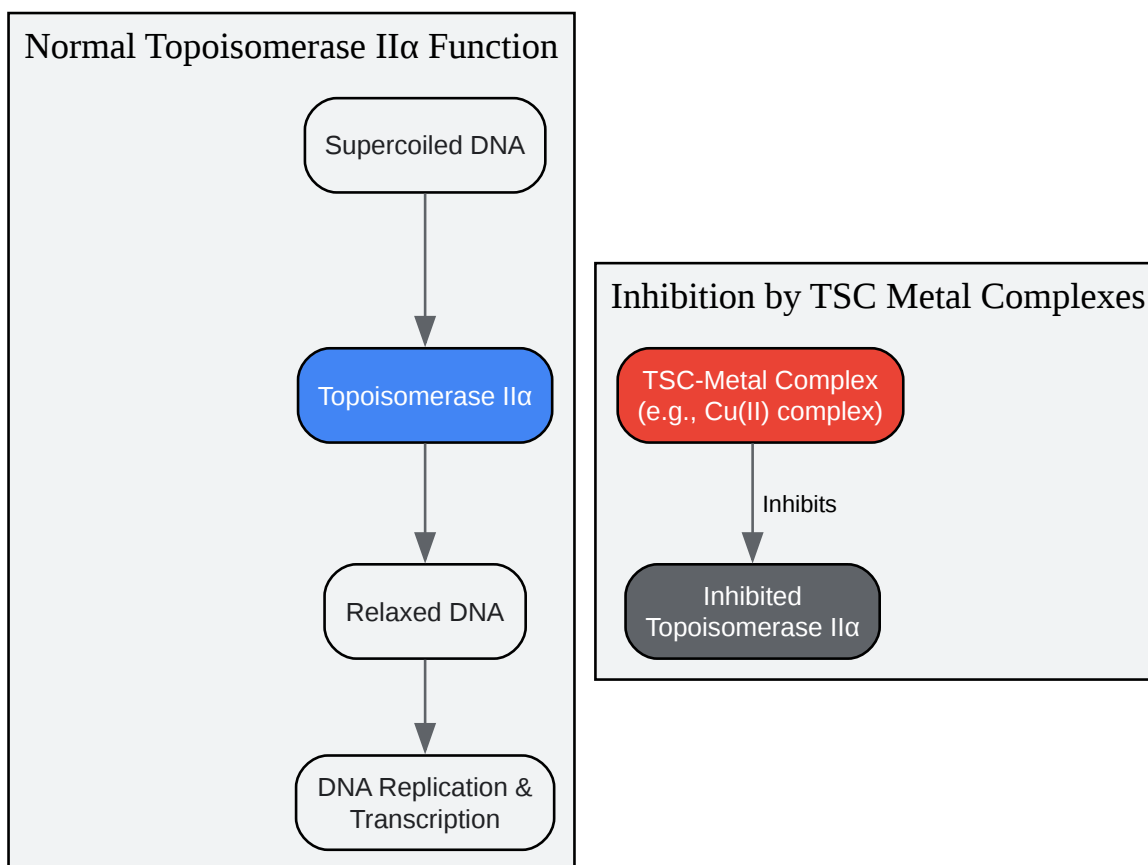 Normal Topoisomerase IIα Function
Supercoiled DNA
Topoisomerase IIα
Relaxed DNA
DNA Replication &
Transcription
Inhibition by TSC Metal Complexes
TSC-Metal Complex
(e.g., Cu(II) complex)
Inhibits
Inhibited
Topoisomerase IIα